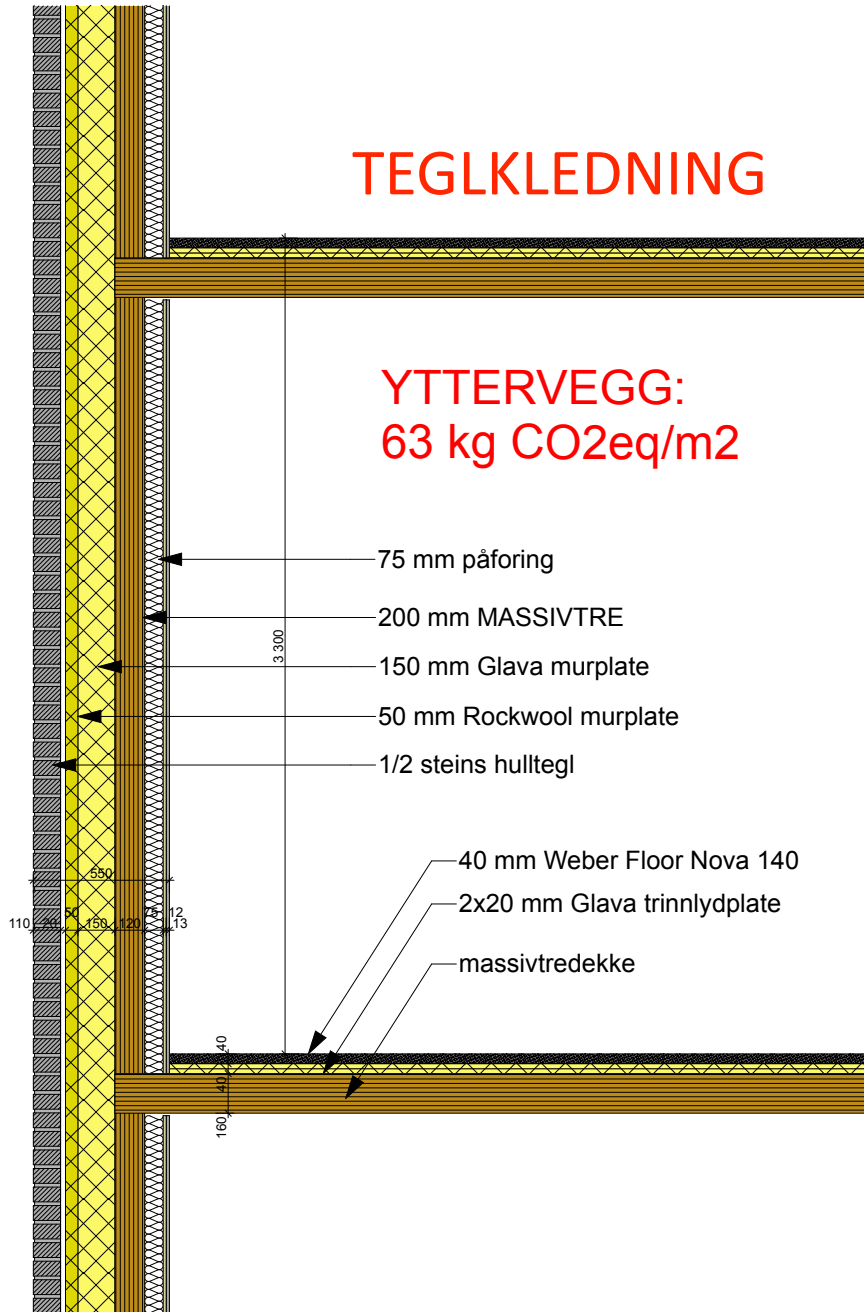 TEGLKLEDNING
YTTERVEGG:
63 kg CO2eq/m2
75 mm påforing
200 mm MASSIVTRE
3 300
150 mm Glava murplate
50 mm Rockwool murplate
1/2 steins hulltegl
40 mm Weber Floor Nova 140
2x20 mm Glava trinnlydplate
massivtredekke
550
110 20 50 150 120 75 12 13
40
40
160